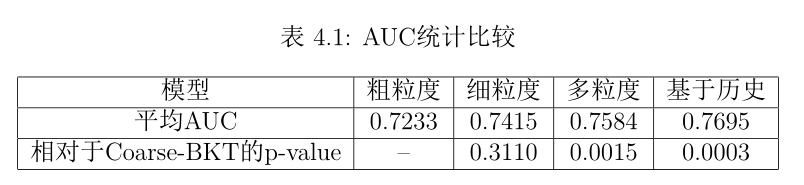 表 4.1: AUC统计比较
模型 粗粒度 细粒度 多粒度 基于历史
平均AUC 0.7233 0.7415 0.7584 0.7695
相对于Coarse-BKT的p-value – 0.3110 0.0015 0.0003